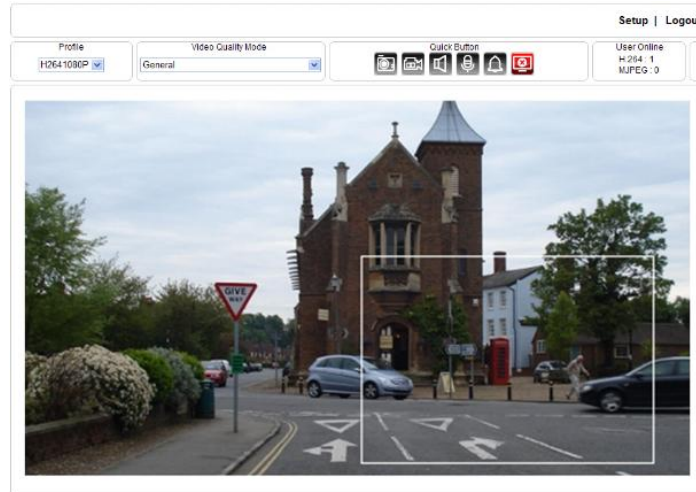 Setup | Logou
Profile
H2641080P
Video Quality Mode
General
Quick Button
User Online
H.264 : 1
MJPEG : 0
GIVE
WAY